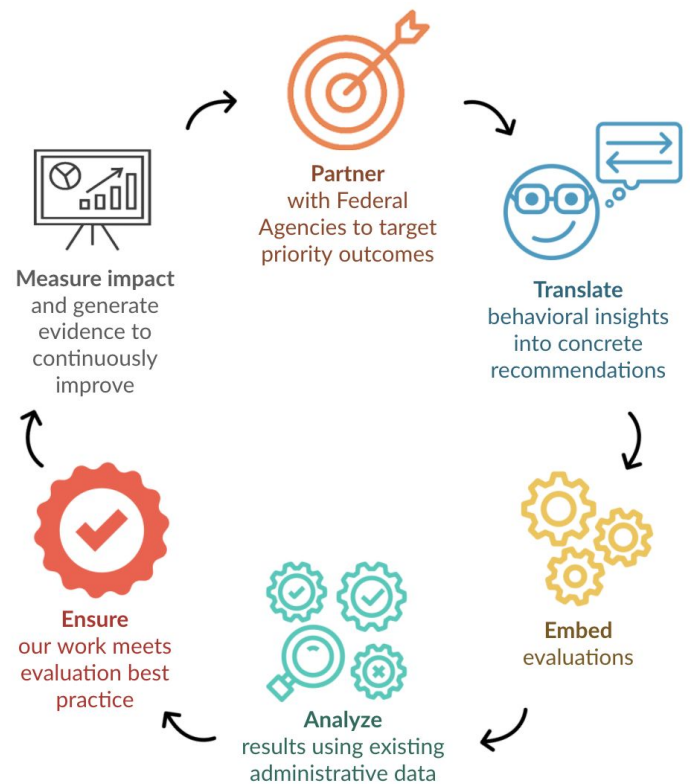 Partner
with Federal
Agencies to target
priority outcomes
Translate
behavioral insights
into concrete
recommendations
Embed
evaluations
Analyze
results using existing
administrative data
Ensure
our work meets
evaluation best
practice
Measure impact
and generate
evidence to
continuously
improve